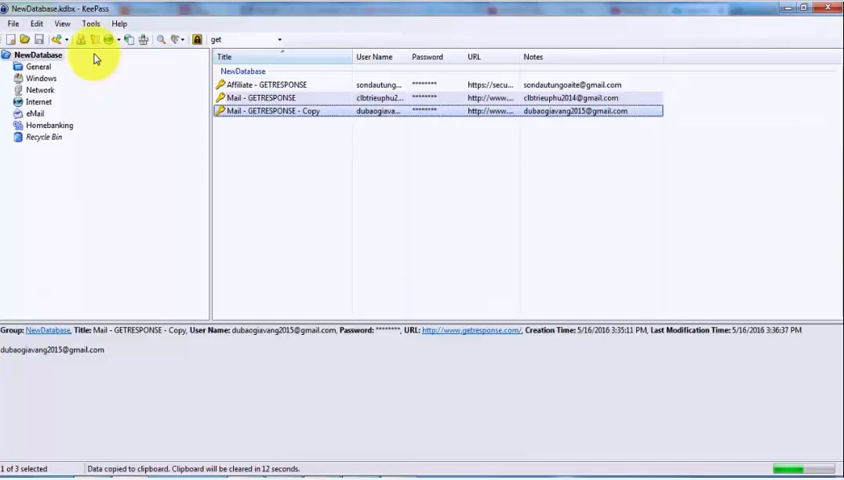 NewDatabase.kdbx - KeePass
File Edit View Tools Help
get
NewDatabase
General
Windows
Network
Internet
eMail
Homebanking
Recycle Bin
Title User Name Password URL Notes
NewDatabase
Affiliate - GETRESPONSE sondautung... ******** https://secu... sondautungoaite@gmail.com
Mail - GETRESPONSE clbtrieuphu2... ******** http://www.... clbtrieuphu2014@gmail.com
Mail - GETRESPONSE - Copy dubaogiava... ******** http://www.... dubaogiavang2015@gmail.com
Group: NewDatabase, Title: Mail - GETRESPONSE - Copy, User Name: dubaogiavang2015@gmail.com, Password: ********, URL: http://www.getresponse.com/, Creation Time: 5/16/2016 3:35:11 PM, Last Modification Time: 5/16/2016 3:36:37 PM
dubaogiavang2015@gmail.com
1 of 3 selected Data copied to clipboard. Clipboard will be cleared in 12 seconds.